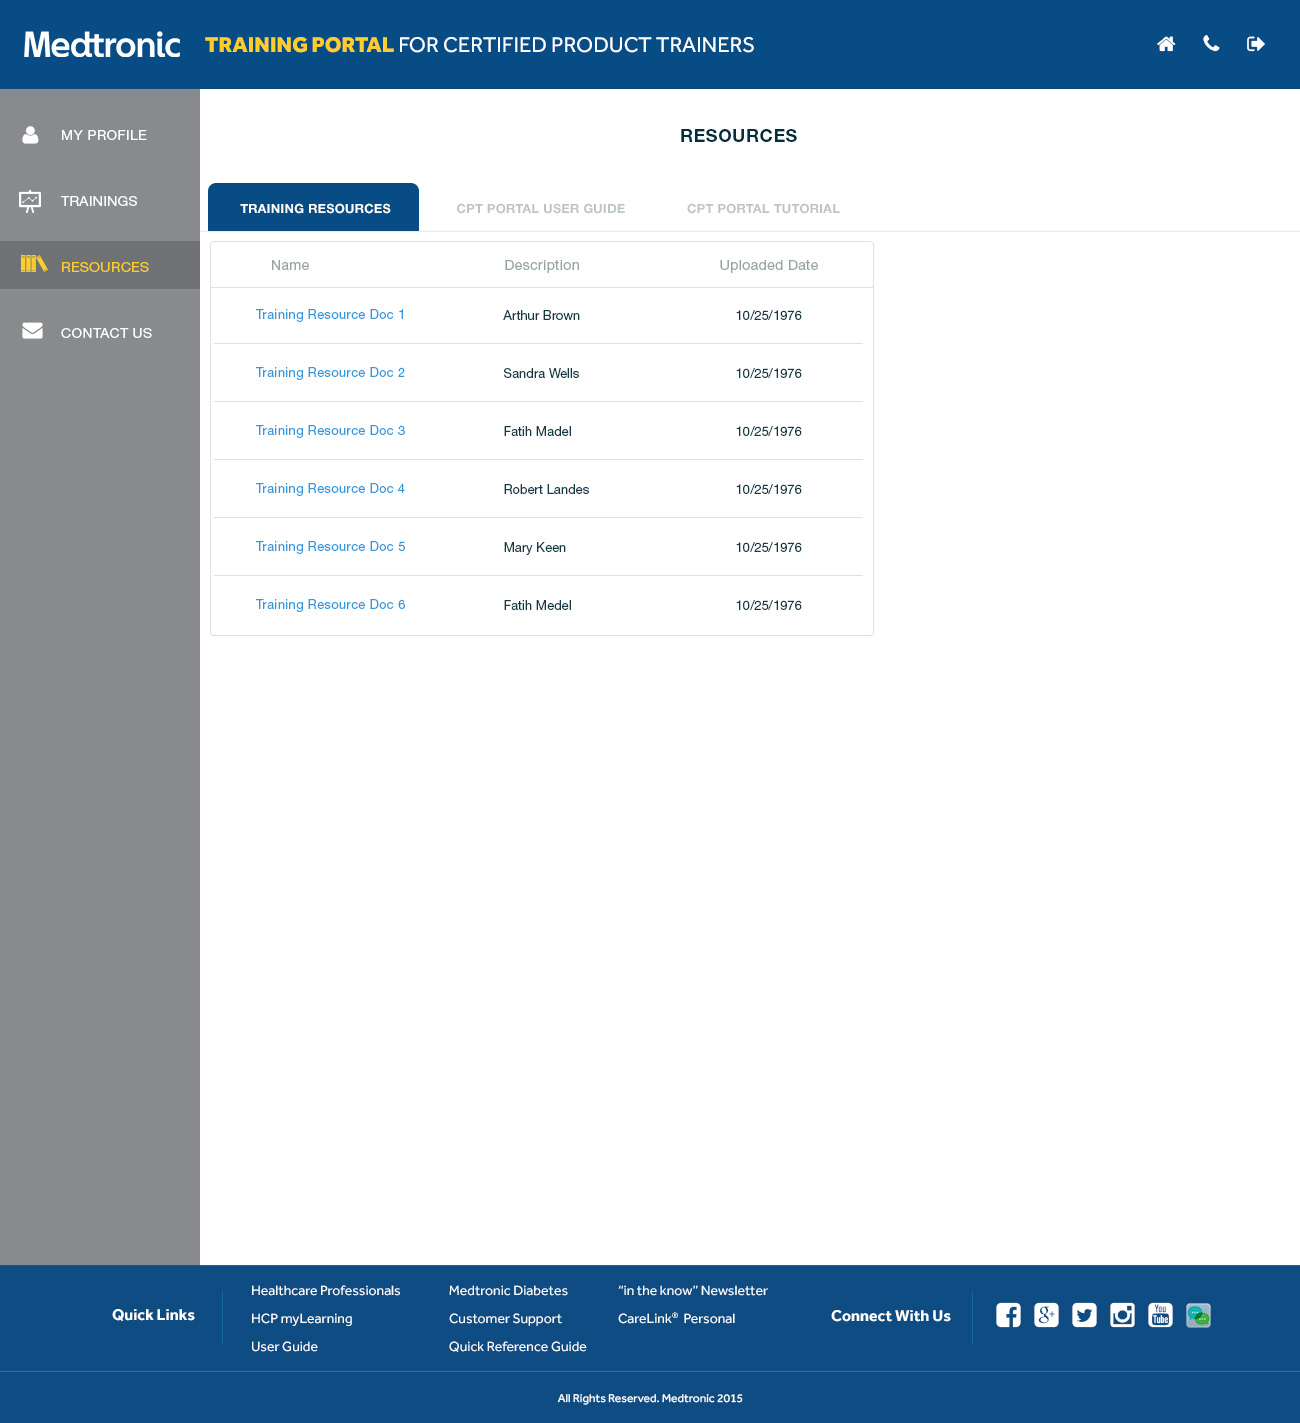 Medtronic TRAINING PORTAL FOR CERTIFIED PRODUCT TRAINERS
MY PROFILE
TRAININGS
RESOURCES
CONTACT US
RESOURCES
TRAINING RESOURCES CPT PORTAL USER GUIDE CPT PORTAL TUTORIAL
Name Description Uploaded Date
Training Resource Doc 1 Arthur Brown 10/25/1976
Training Resource Doc 2 Sandra Wells 10/25/1976
Training Resource Doc 3 Fatih Madel 10/25/1976
Training Resource Doc 4 Robert Landes 10/25/1976
Training Resource Doc 5 Mary Keen 10/25/1976
Training Resource Doc 6 Fatih Medel 10/25/1976
Quick Links
Healthcare Professionals Medtronic Diabetes "in the know" Newsletter
HCP myLearning Customer Support CareLink® Personal
User Guide Quick Reference Guide
Connect With Us
g+ You Tube
All Rights Reserved. Medtronic 2015